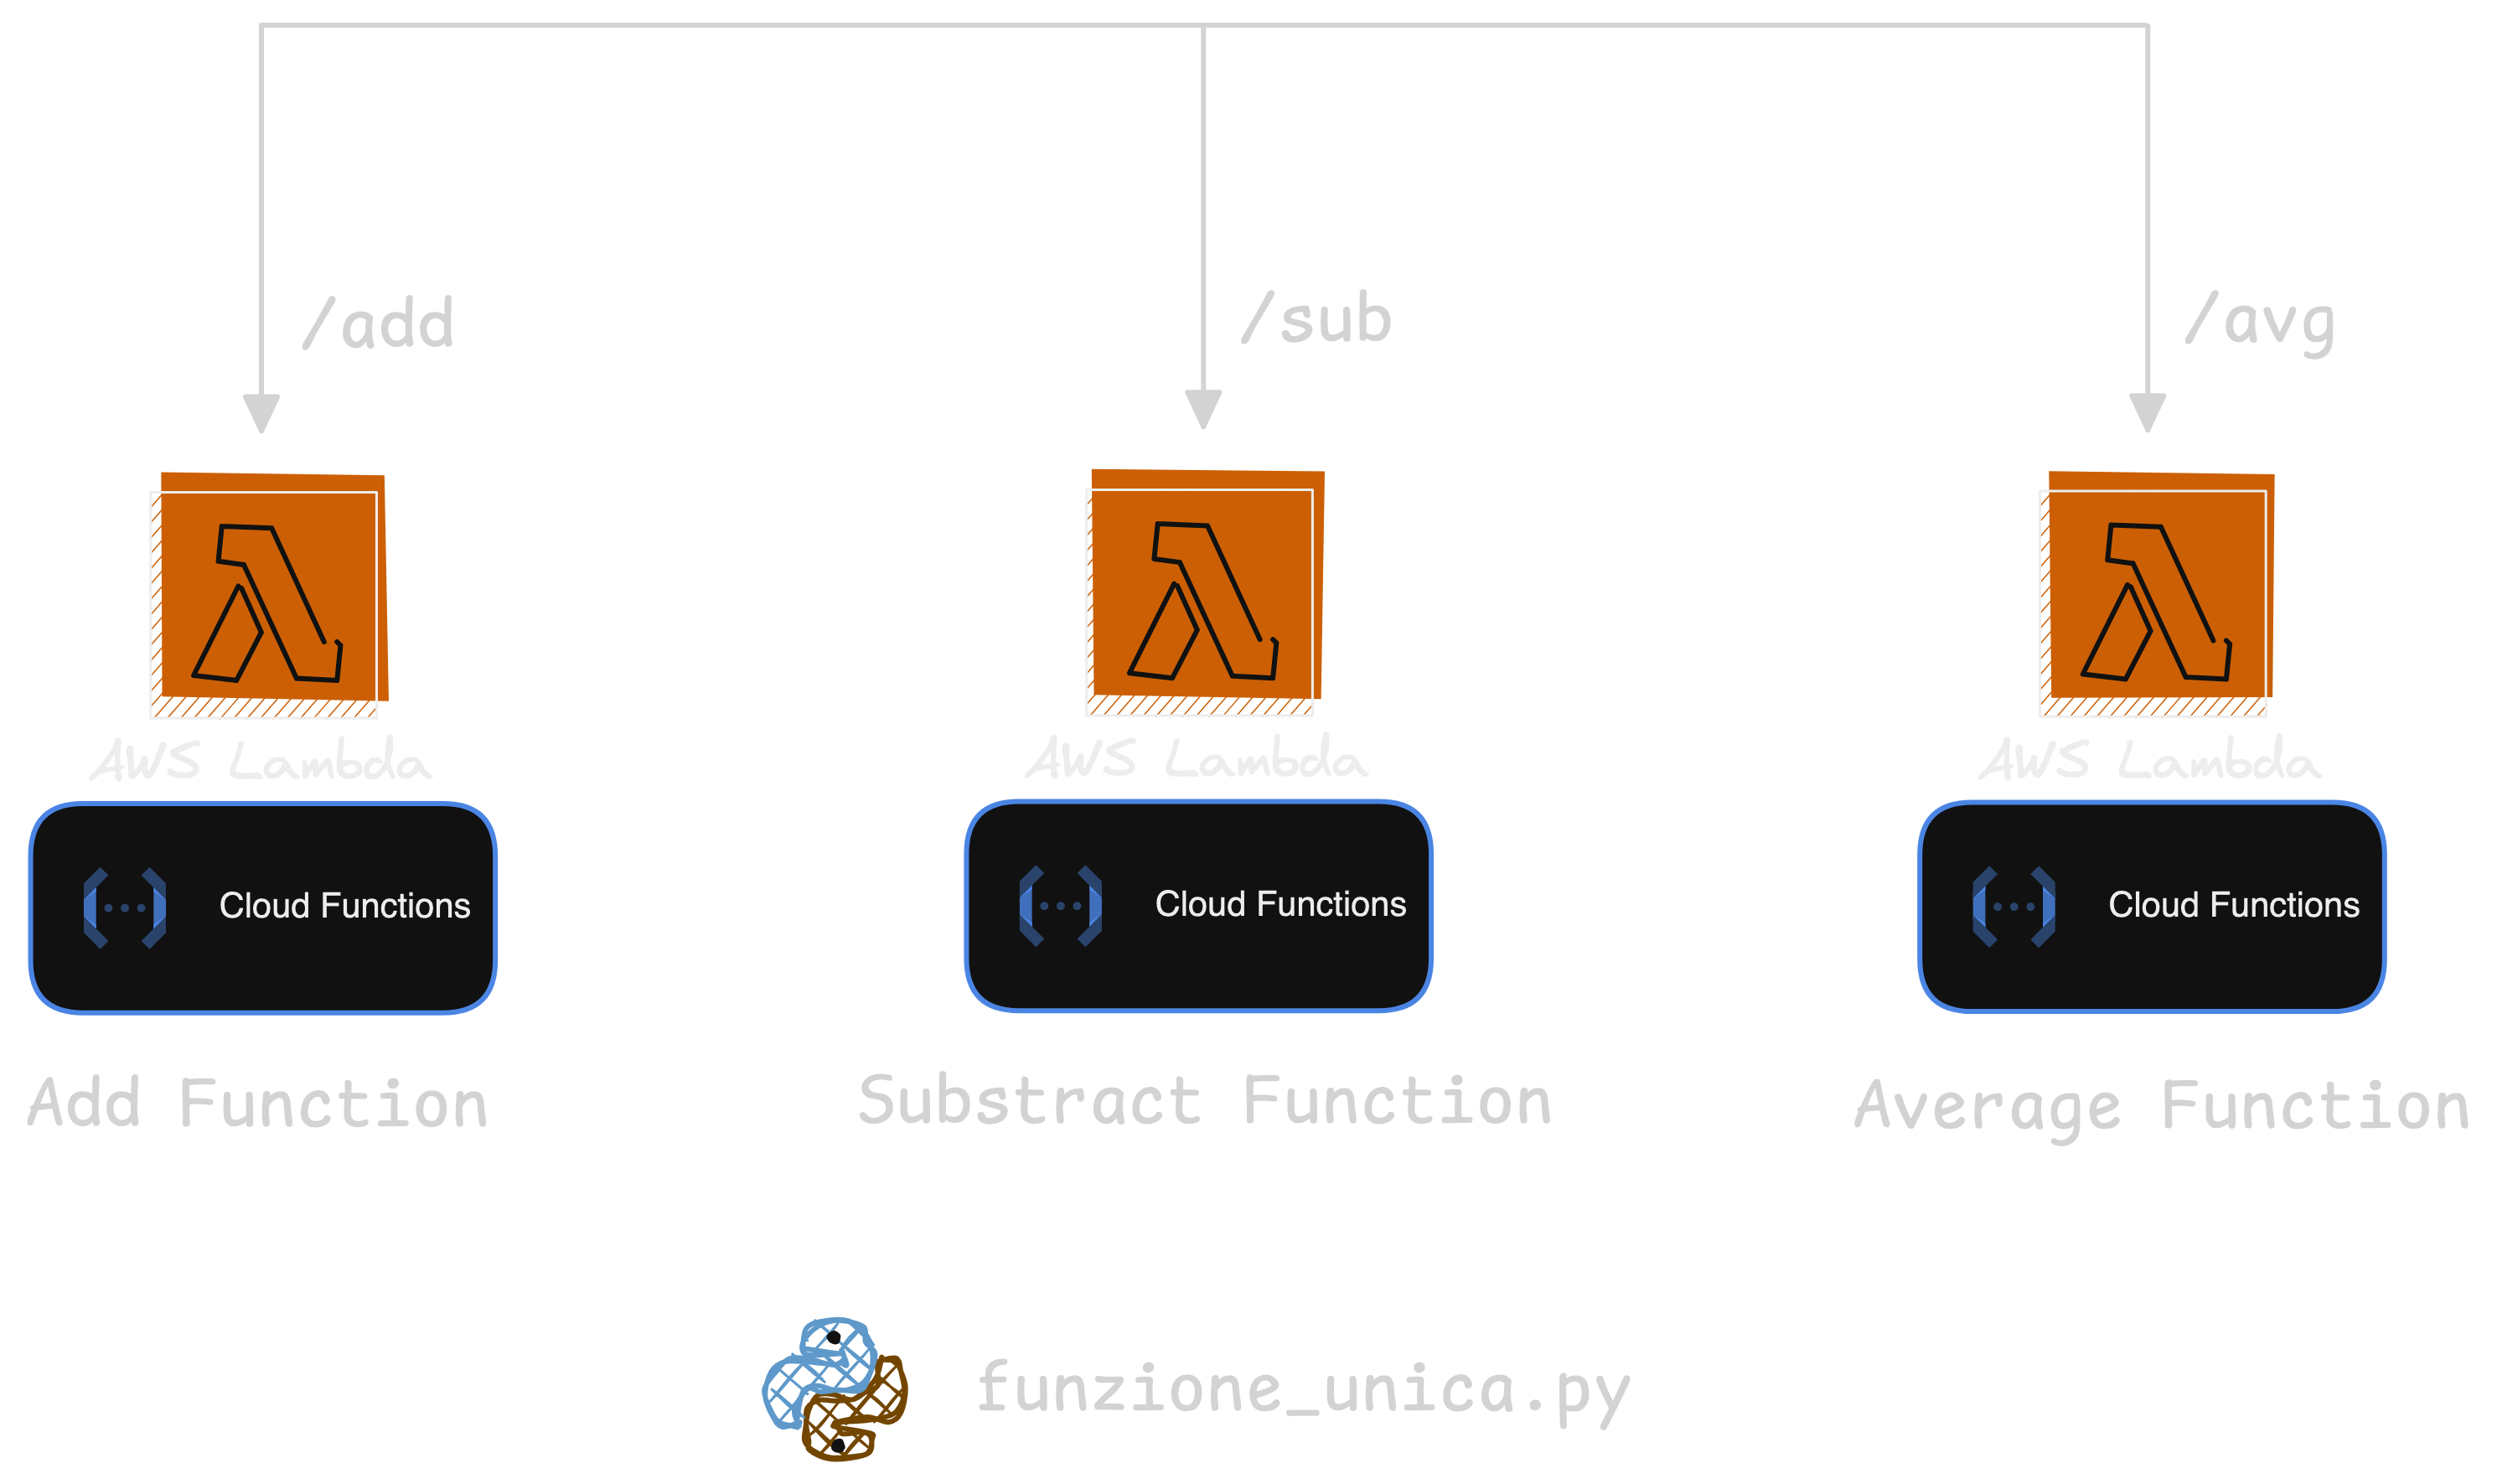 /add
/sub
/avg
AWS Lambda
AWS Lambda
AWS Lambda
Cloud Functions
Cloud Functions
Cloud Functions
Add Function
Substract Function
Average Function
funzione_unica.py